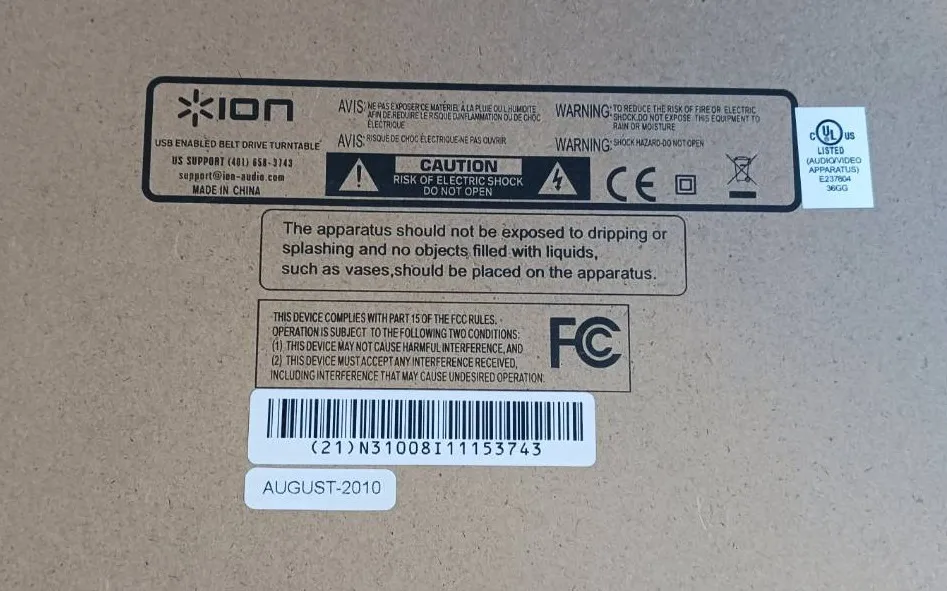 ion
USB ENABLED BELT DRIVE TURNTABLE
US SUPPORT (401) 658-3743
support@ion-audio.com
MADE IN CHINA
AVIS: NE PAS EXPOSER CE MATERIEL A LA PLUIE OU L'HUMIDITE
AFIN DE REDUIRE LE RISQUE D'INFLAMMATION OU DE CHOC
ÉLECTRIQUE
AVIS: RISQUE DE CHOC ÉLECTRIQUE-NE PAS OUVRIR
WARNING: TO REDUCE THE RISK OF FIRE OR ELECTRIC
SHOCK.DO NOT EXPOSE THIS EQUIPMENT TO
RAIN OR MOISTURE
WARNING: SHOCK HAZARD-DO NOT OPEN
CAUTION
RISK OF ELECTRIC SHOCK
DO NOT OPEN
CE
c UL US
LISTED
(AUDIO/VIDEO
APPARATUS)
E237804
36GG
The apparatus should not be exposed to dripping or
splashing and no objects filled with liquids,
such as vases,should be placed on the apparatus.
THIS DEVICE COMPLIES WITH PART 15 OF THE FCC RULES.
OPERATION IS SUBJECT TO THE FOLLOWING TWO CONDITIONS:
(1) THIS DEVICE MAY NOT CAUSE HARMFUL INTERFERENCE, AND
(2) THIS DEVICE MUST ACCEPT ANY INTERFERENCE RECEIVED,
INCLUDING INTERFERENCE THAT MAY CAUSE UNDESIRED OPERATION.
FCC
(21)N31008I11153743
AUGUST-2010